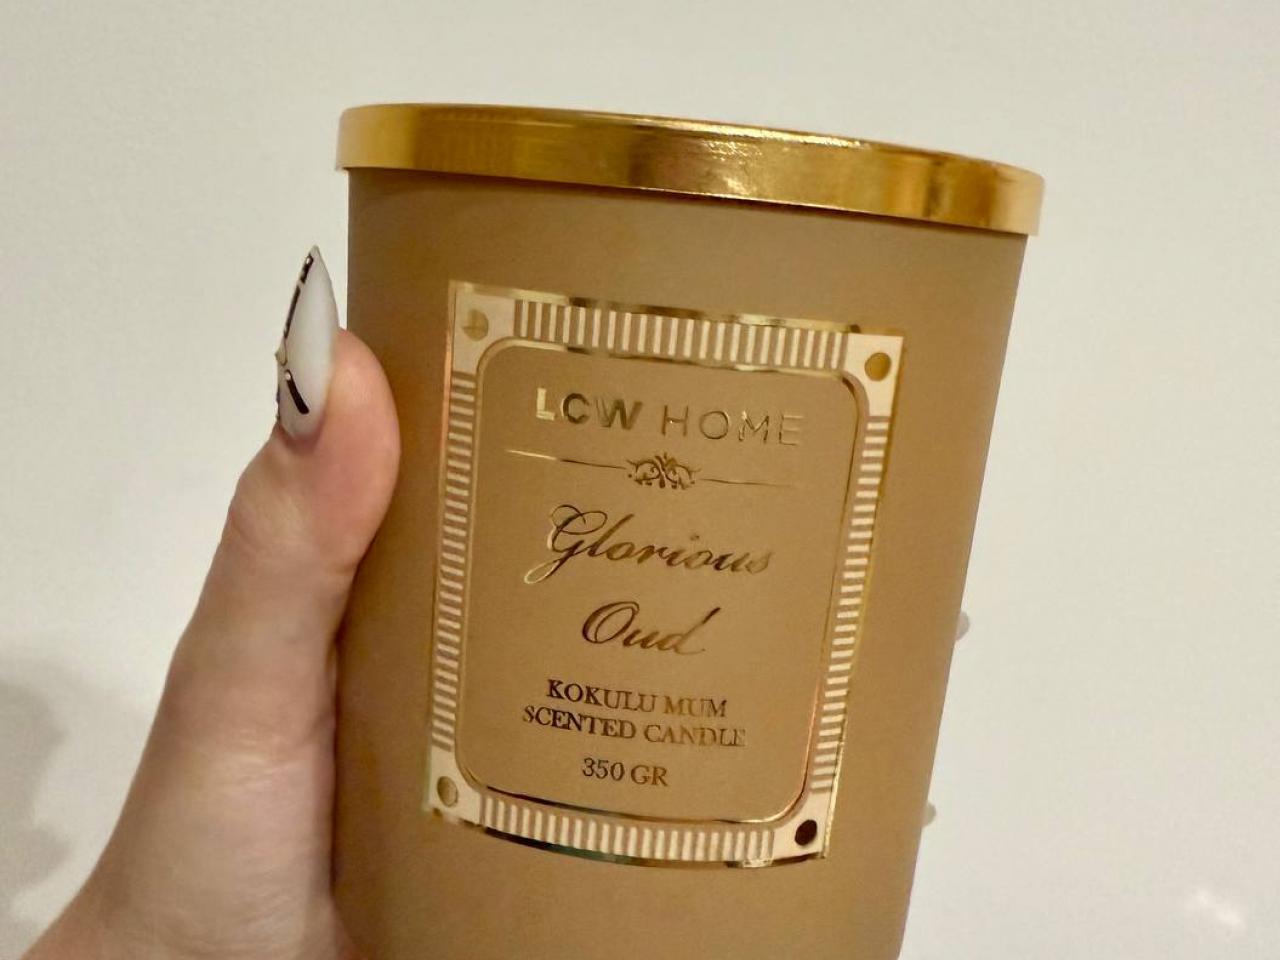 LCW HOME
Glorious
Oud
KOKULU MUM
SCENTED CANDLE
350 GR